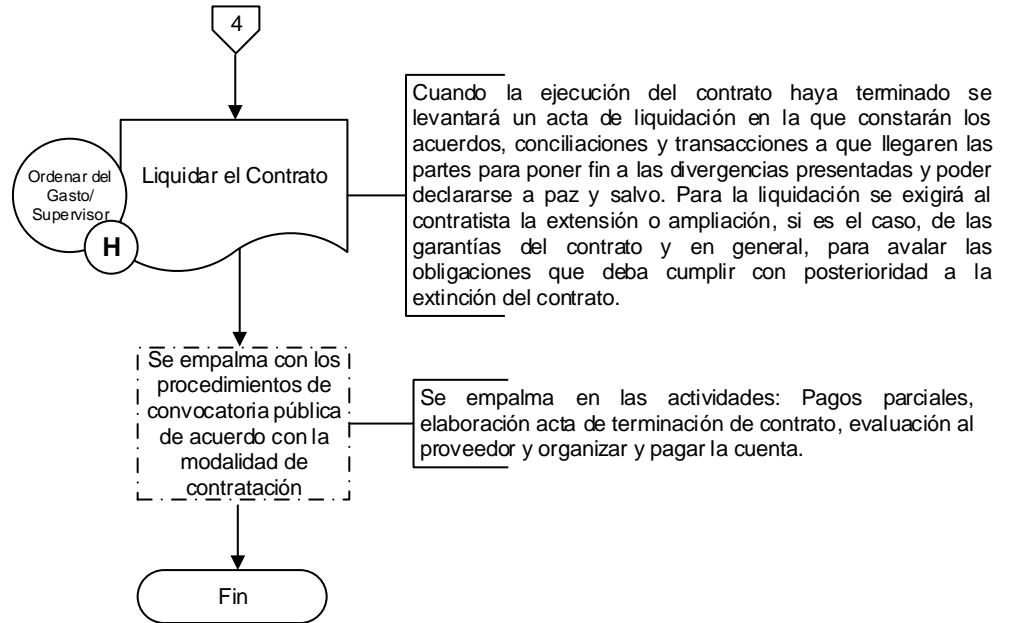 4
Ordenar del
Gasto/
Supervisor
H
Liquidar el Contrato
Cuando la ejecución del contrato haya terminado se
levantará un acta de liquidación en la que constarán los
acuerdos, conciliaciones y transacciones a que llegaren las
partes para poner fin a las divergencias presentadas y poder
declararse a paz y salvo. Para la liquidación se exigirá al
contratista la extensión o ampliación, si es el caso, de las
garantías del contrato y en general, para avalar las
obligaciones que deba cumplir con posterioridad a la
extinción del contrato.
Se empalma con los
procedimientos de
convocatoria pública
de acuerdo con la
modalidad de
contratación
Se empalma en las actividades: Pagos parciales,
elaboración acta de terminación de contrato, evaluación al
proveedor y organizar y pagar la cuenta.
Fin